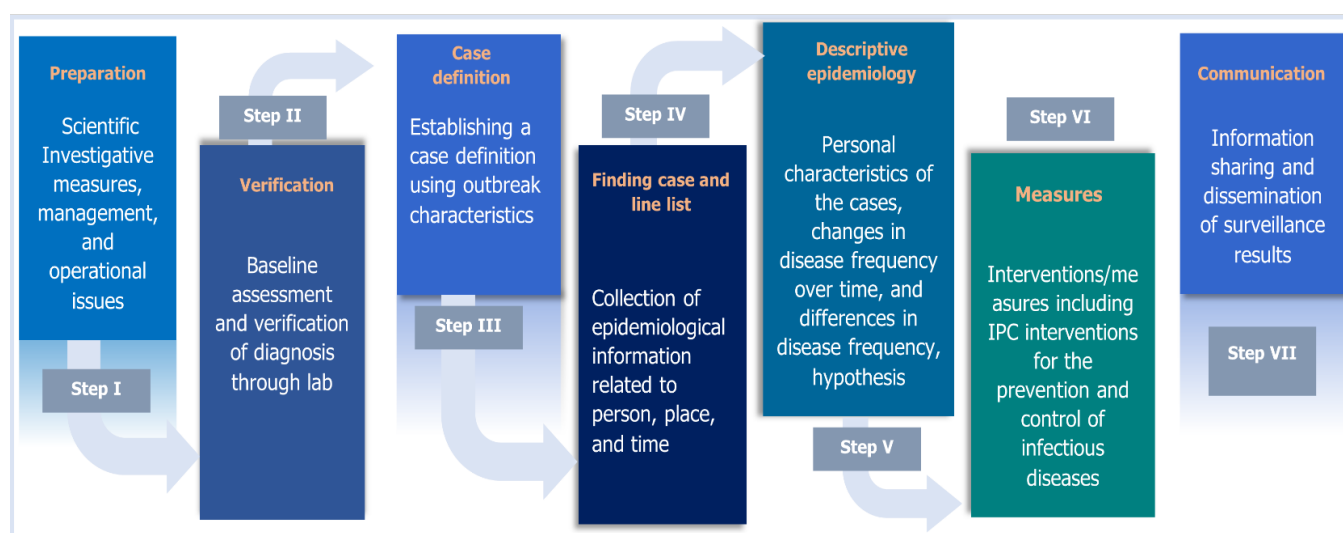 Preparation
Scientific
Investigative
measures,
management,
and
operational
issues
Step I
Step II
Verification
Baseline
assessment
and verification
of diagnosis
through lab
Case
definition
Establishing a
case definition
using outbreak
characteristics
Step III
Step IV
Finding case and
line list
Collection of
epidemiological
information
related to
person, place,
and time
Descriptive
epidemiology
Personal
characteristics of
the cases,
changes in
disease frequency
over time, and
differences in
disease frequency,
hypothesis
Step V
Step VI
Measures
Interventions/me
asures including
IPC interventions
for the
prevention and
control of
infectious
diseases
Communication
Information
sharing and
dissemination
of surveillance
results
Step VII